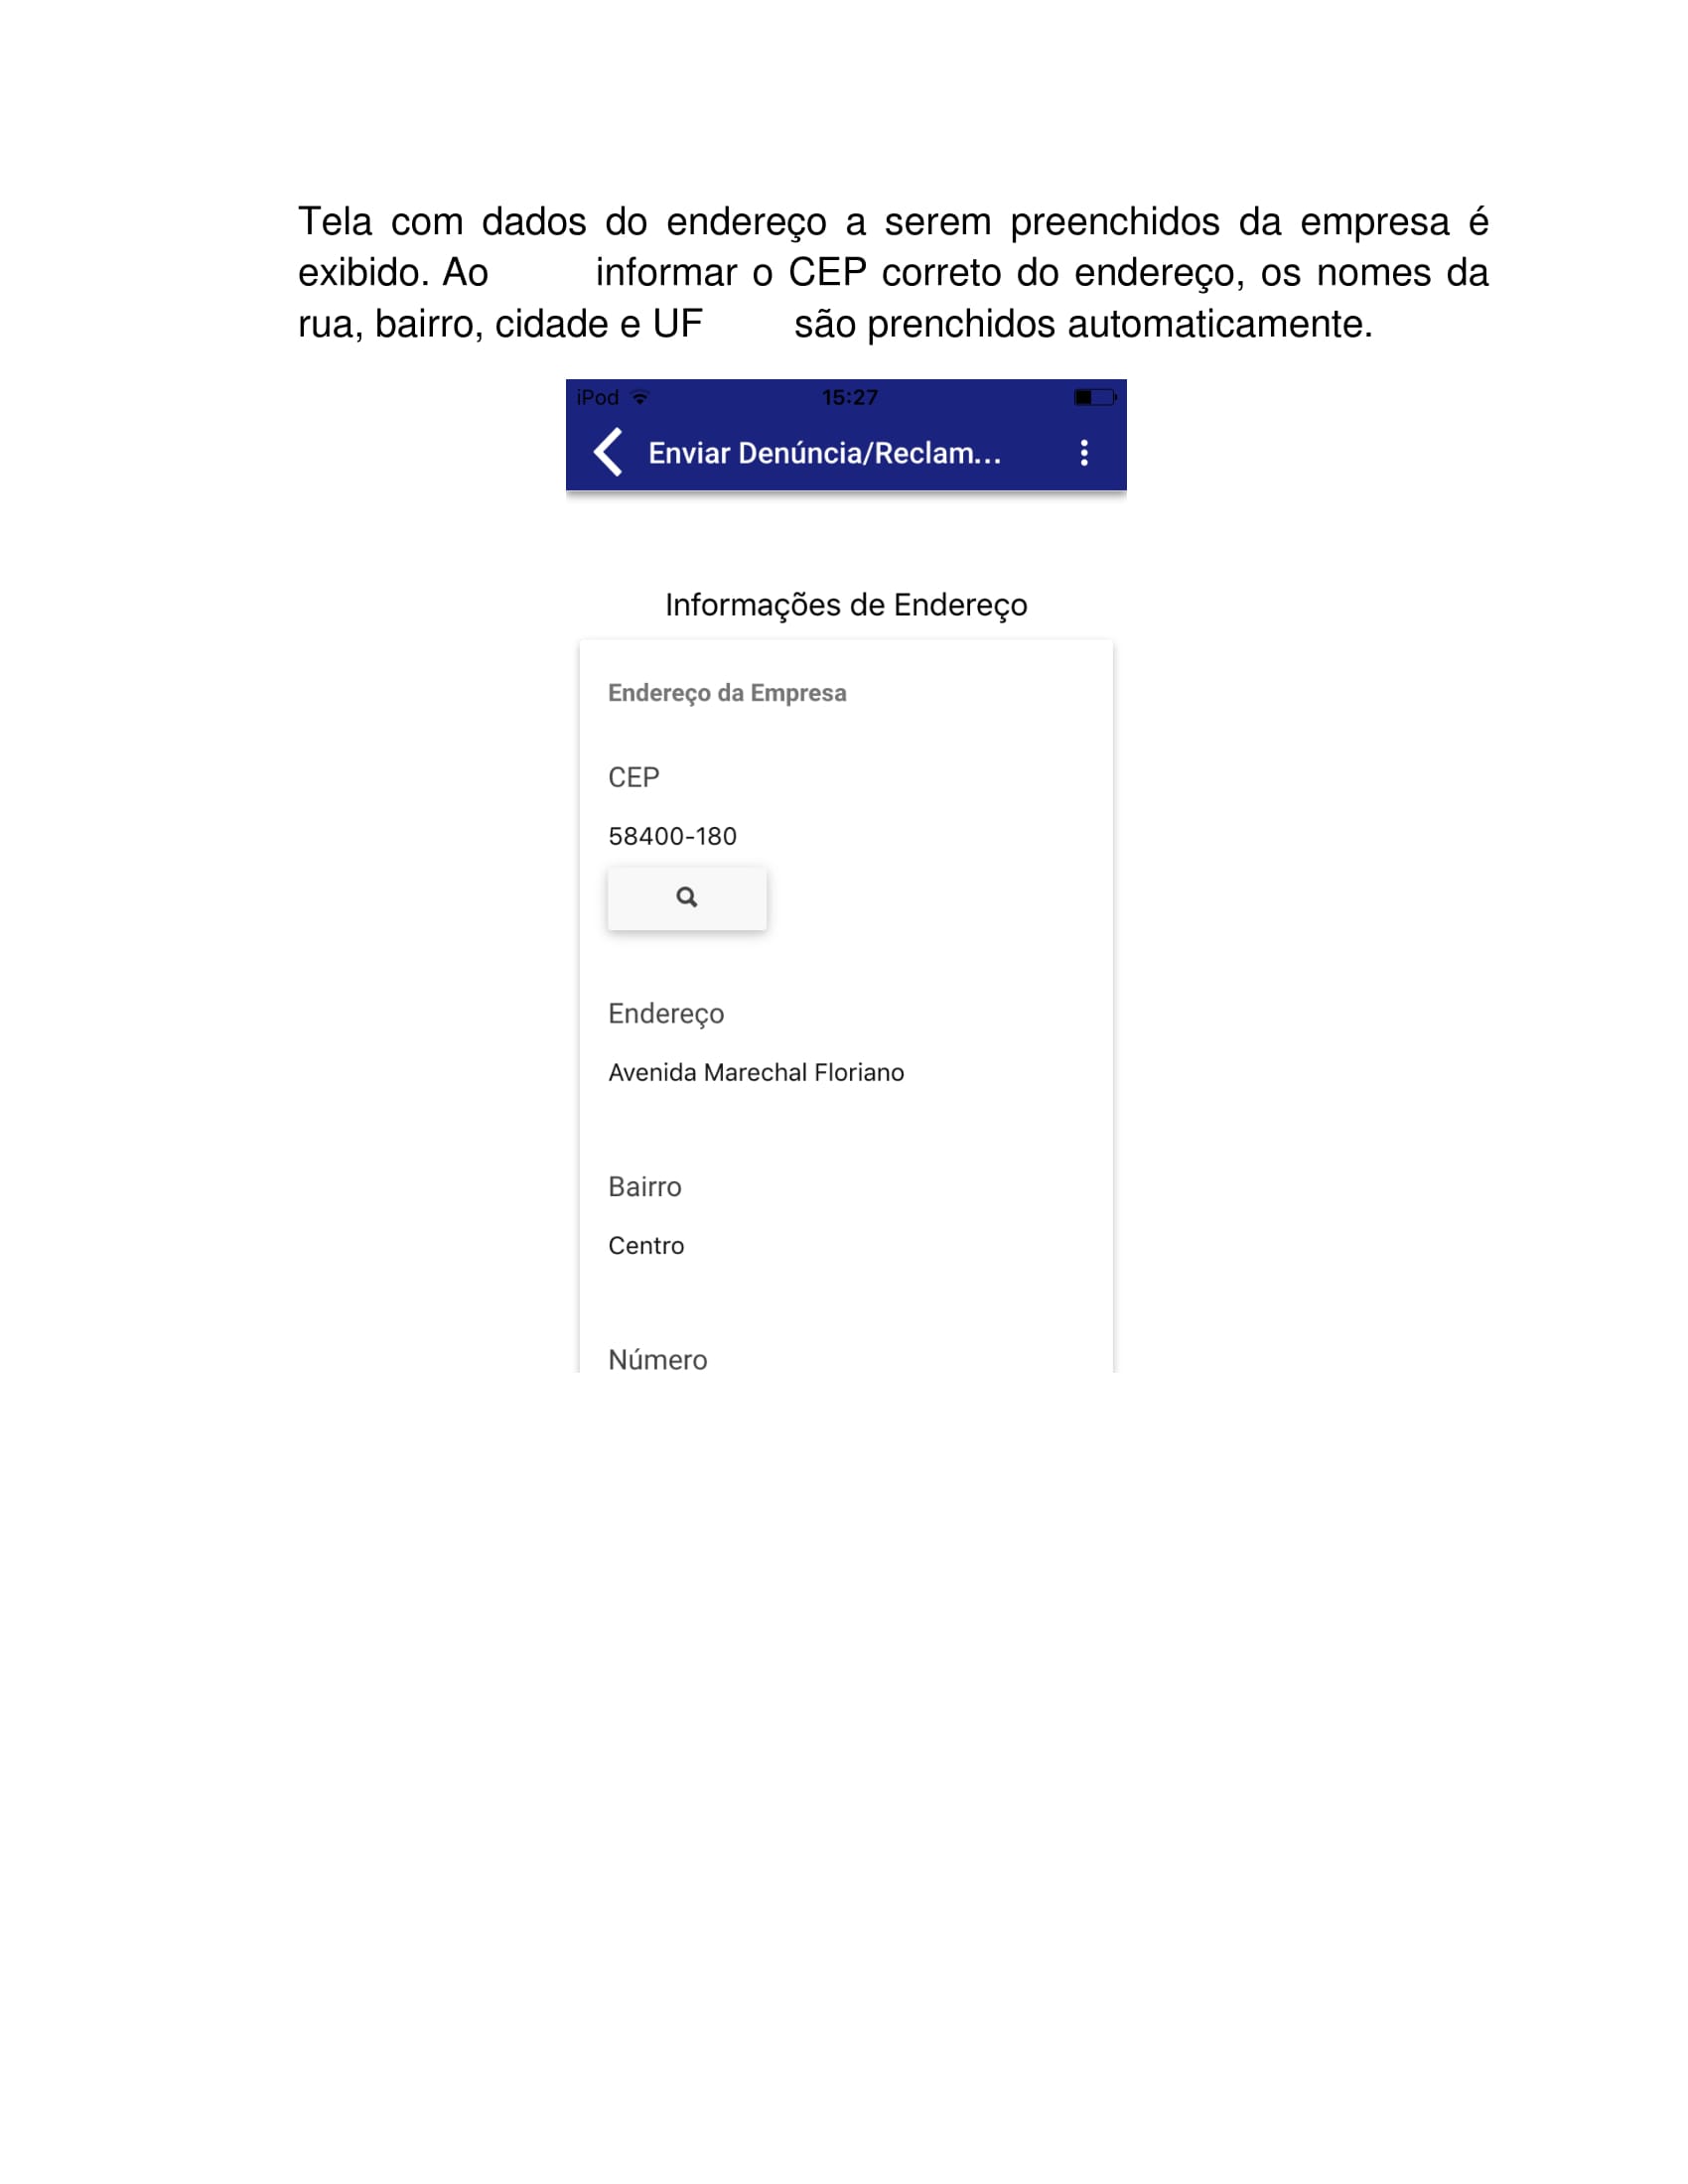 Tela com dados do endereço a serem preenchidos da empresa é
exibido. Ao informar o CEP correto do endereço, os nomes da
rua, bairro, cidade e UF são prenchidos automaticamente.
iPod 15:27
Enviar Denúncia/Reclam...
Informações de Endereço
Endereço da Empresa
CEP
58400-180
Endereço
Avenida Marechal Floriano
Bairro
Centro
Número